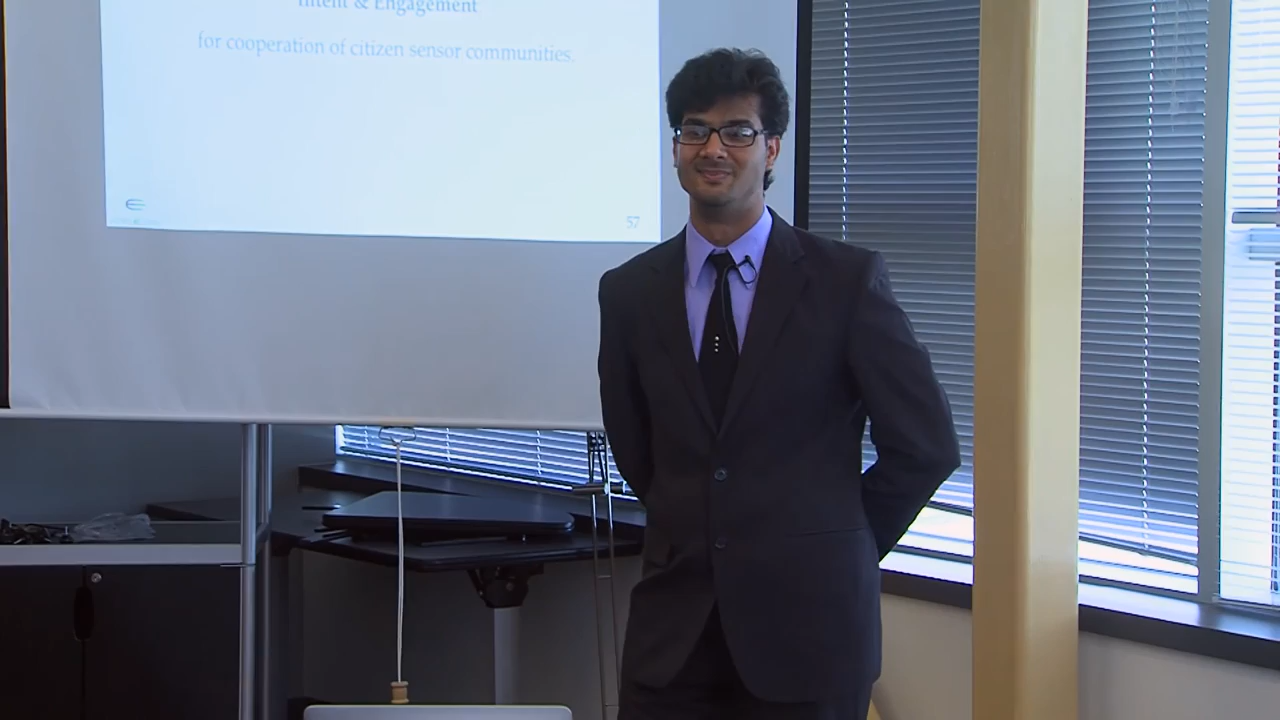 Intent & Engagement
for cooperation of citizen sensor communities.
57